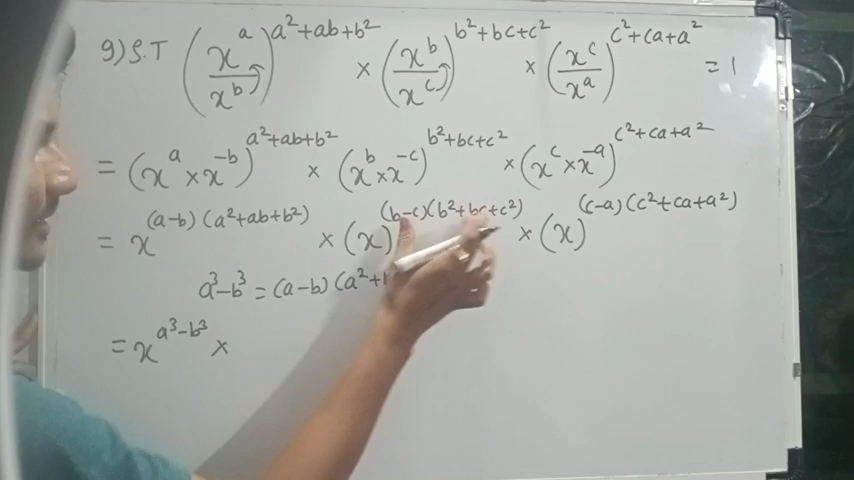 9) S.T (x^a/x^b)^{a²+ab+b²} × (x^b/x^c)^{b²+bc+c²} × (x^c/x^a)^{c²+ca+a²} = 1
= (x^a × x^{-b})^{a²+ab+b²} × (x^b × x^{-c})^{b²+bc+c²} × (x^c × x^{-a})^{c²+ca+a²}
= x^{(a-b)(a²+ab+b²)} × (x)^{(b-c)(b²+bc+c²)} × (x)^{(c-a)(c²+ca+a²)}
a³-b³ = (a-b)(a²+
= x^{a³-b³} ×